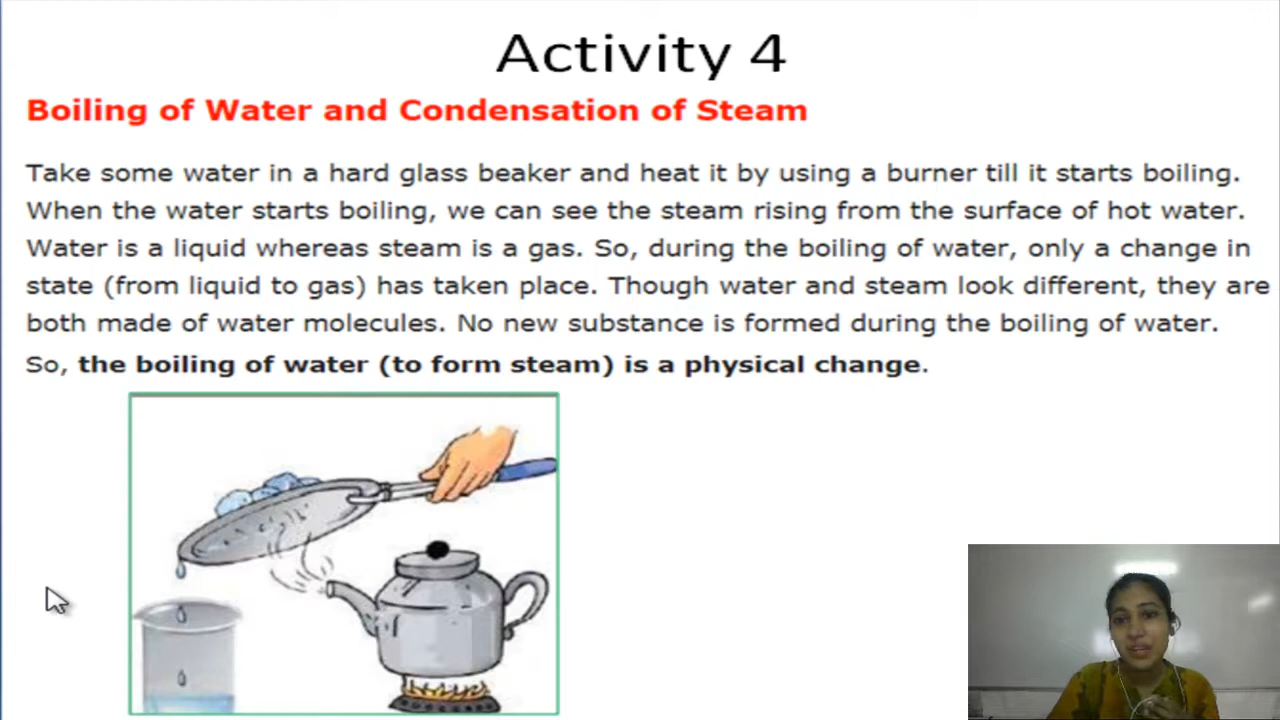 Activity 4
Boiling of Water and Condensation of Steam
Take some water in a hard glass beaker and heat it by using a burner till it starts boiling.
When the water starts boiling, we can see the steam rising from the surface of hot water.
Water is a liquid whereas steam is a gas. So, during the boiling of water, only a change in
state (from liquid to gas) has taken place. Though water and steam look different, they are
both made of water molecules. No new substance is formed during the boiling of water.
So, the boiling of water (to form steam) is a physical change.